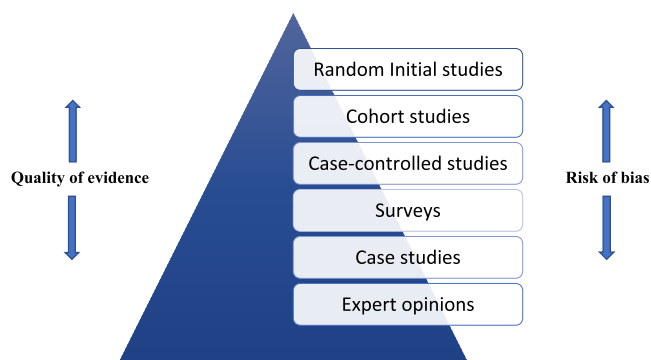 Random Initial studies
Cohort studies
Case-controlled studies
Quality of evidence
Risk of bias
Surveys
Case studies
Expert opinions